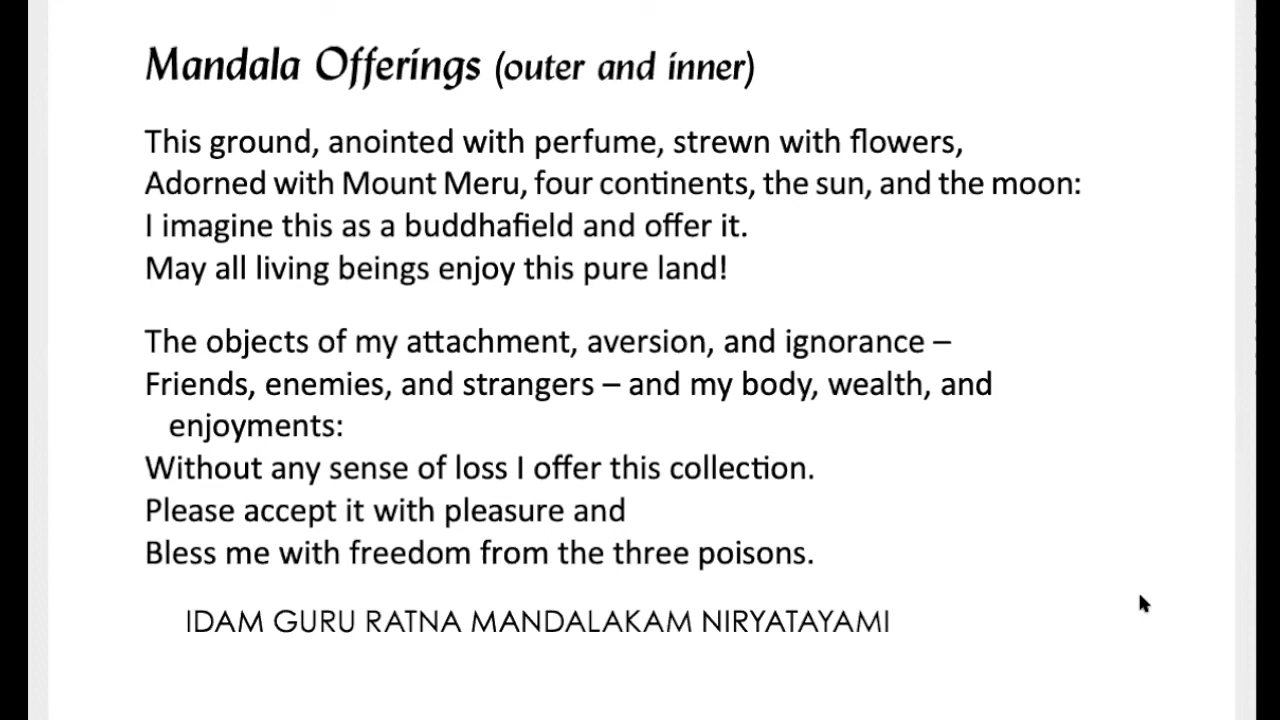 Mandala Offerings (outer and inner)
This ground, anointed with perfume, strewn with flowers,
Adorned with Mount Meru, four continents, the sun, and the moon:
I imagine this as a buddhafield and offer it.
May all living beings enjoy this pure land!
The objects of my attachment, aversion, and ignorance –
Friends, enemies, and strangers – and my body, wealth, and
enjoyments:
Without any sense of loss I offer this collection.
Please accept it with pleasure and
Bless me with freedom from the three poisons.
IDAM GURU RATNA MANDALAKAM NIRYATAYAMI